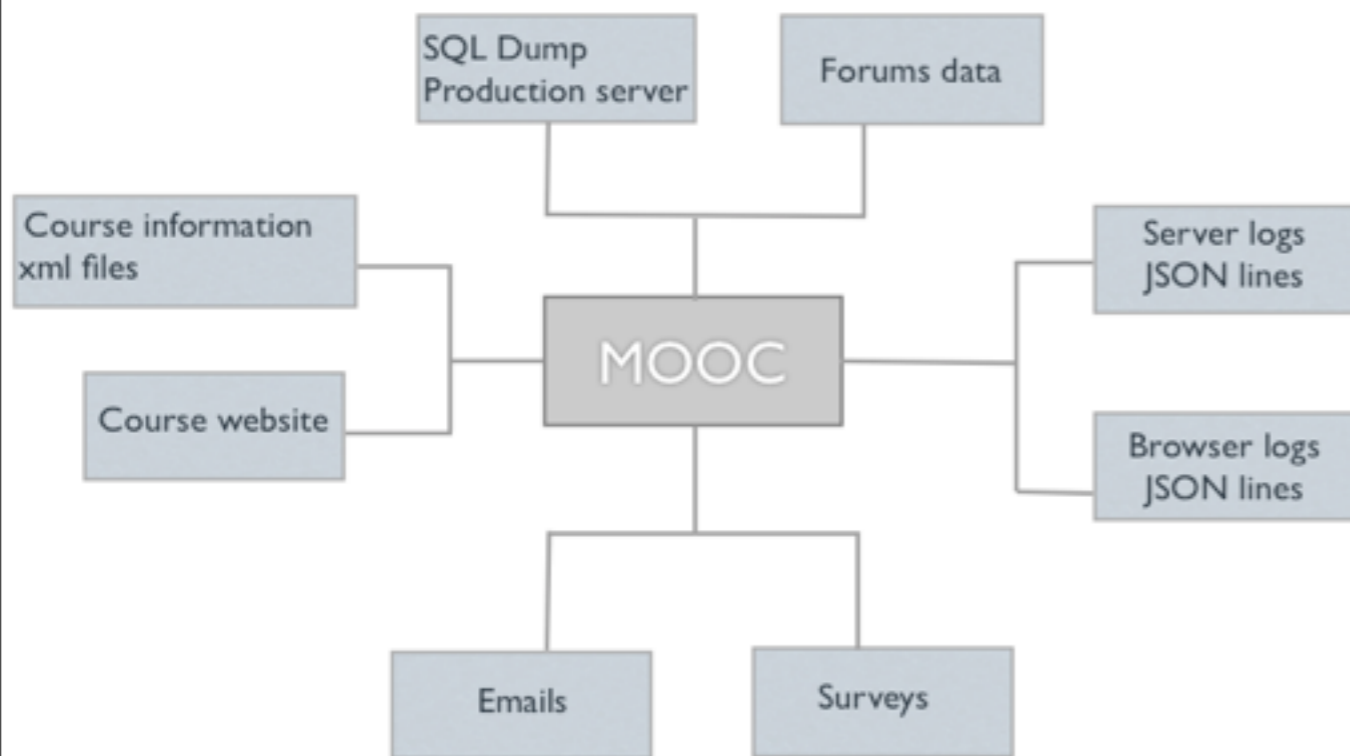 SQL Dump
Production server
Forums data
Course information
xml files
Server logs
JSON lines
MOOC
Course website
Browser logs
JSON lines
Emails
Surveys